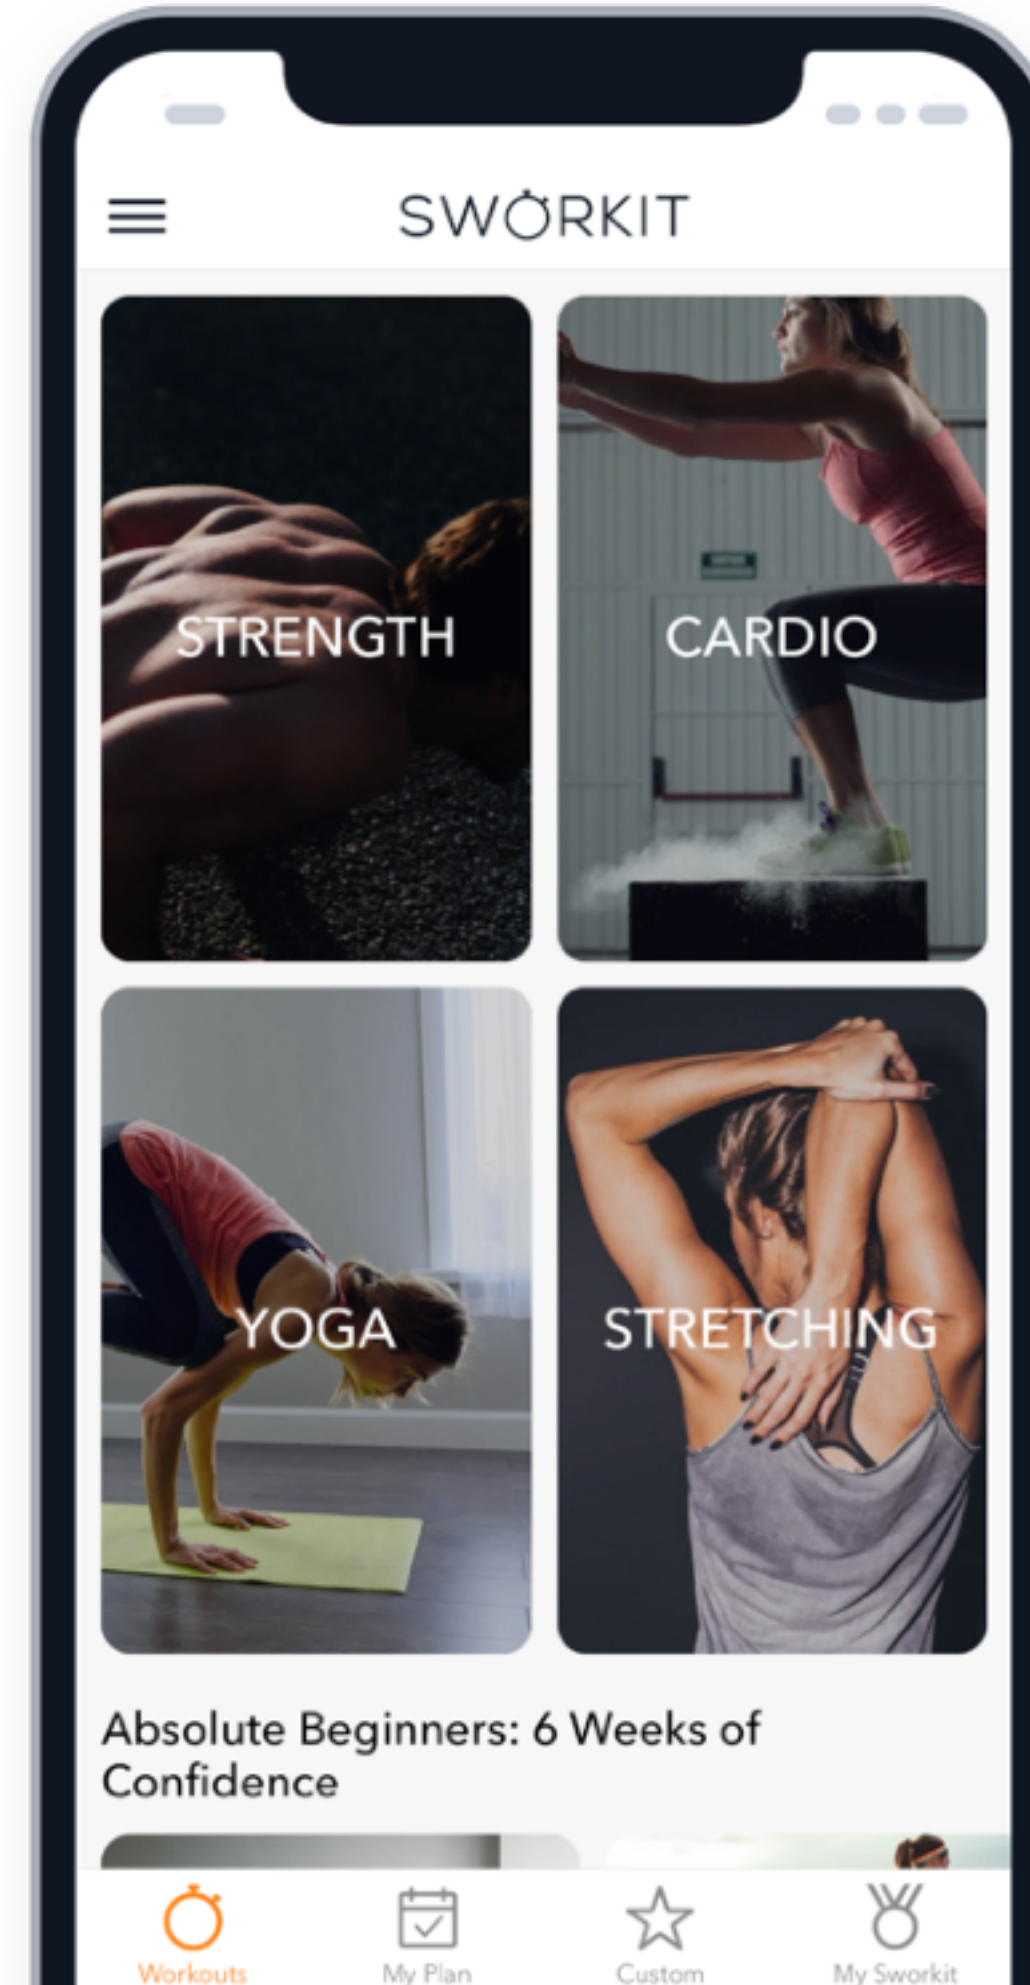 SWORKIT
STRENGTH
CARDIO
YOGA
STRETCHING
Absolute Beginners: 6 Weeks of
Confidence
Workouts
My Plan
Custom
My Sworkit